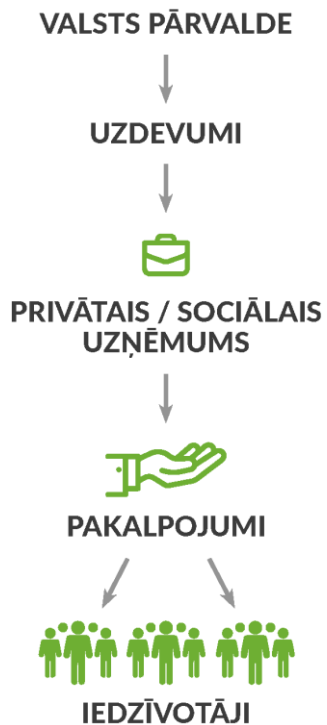 VALSTS PĀRVALDE
UZDEVUMI
PRIVĀTAIS / SOCIĀLAIS
UZŅĒMUMS
PAKALPOJUMI
IEDZĪVOTĀJI